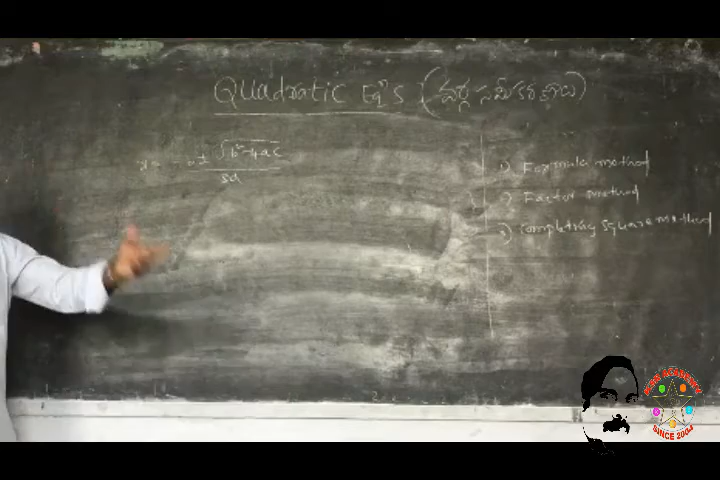 Quadratic Eq^n s (వర్గ సమీకరణాలు)
x = -b ± √b²-4ac
2a
1) Formula method
2) Factor method
3) Completing square method
SINCE 2004